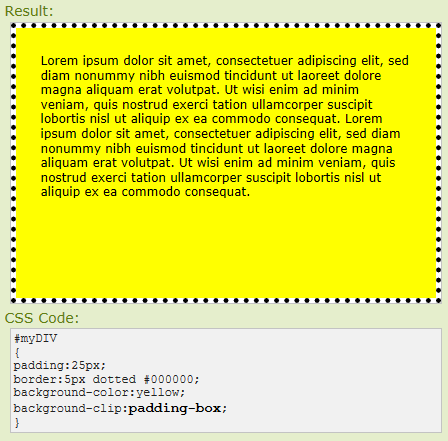 Result:
Lorem ipsum dolor sit amet, consectetuer adipiscing elit, sed
diam nonummy nibh euismod tincidunt ut laoreet dolore
magna aliquam erat volutpat. Ut wisi enim ad minim
veniam, quis nostrud exerci tation ullamcorper suscipit
lobortis nisl ut aliquip ex ea commodo consequat. Lorem
ipsum dolor sit amet, consectetuer adipiscing elit, sed diam
nonummy nibh euismod tincidunt ut laoreet dolore magna
aliquam erat volutpat. Ut wisi enim ad minim veniam, quis
nostrud exerci tation ullamcorper suscipit lobortis nisl ut
aliquip ex ea commodo consequat.
CSS Code:
#myDIV
{
padding:25px;
border:5px dotted #000000;
background-color:yellow;
background-clip:padding-box;
}